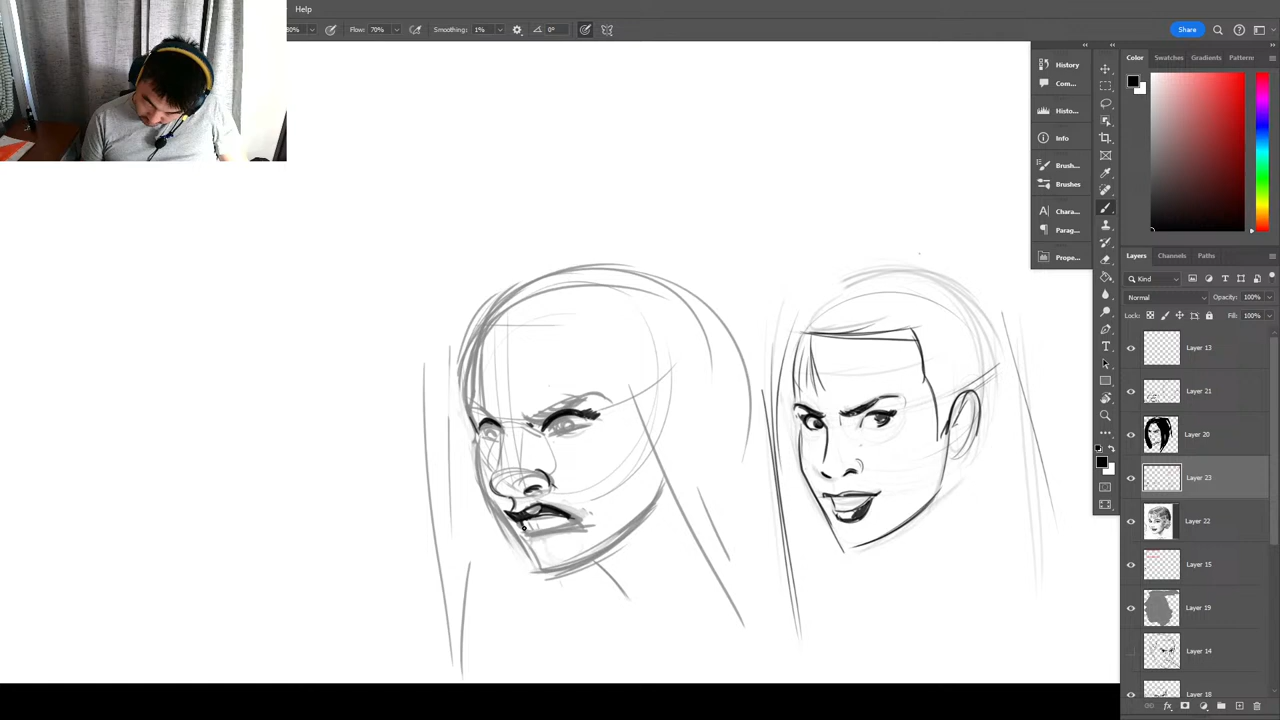 Help
80% Flow: 70% Smoothing: 1% 0° Share
History
Com...
Histo...
Info
Brush...
Brushes
Chara...
Parag...
Prope...
Color Swatches Gradients Pattern
Layers Channels Paths
Kind
Normal Opacity: 100%
Lock: Fill: 100%
Layer 13
Layer 21
Layer 20
Layer 23
Layer 22
Layer 15
Layer 19
Layer 14
Layer 18